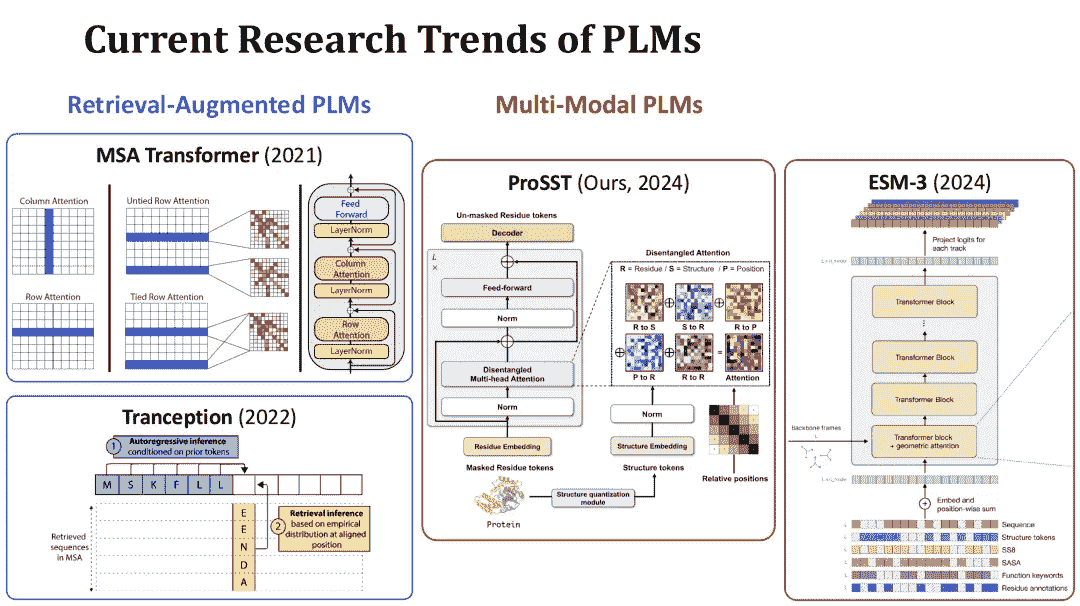 Current Research Trends of PLMs
Retrieval-Augmented PLMs
Multi-Modal PLMs
MSA Transformer (2021)
Column Attention
Untied Row Attention
Row Attention
Tied Row Attention
Feed
Forward
LayerNorm
Column
Attention
LayerNorm
Row
Attention
LayerNorm
Tranception (2022)
1
Autoregressive inference
conditioned on prior tokens
M S K F L L
Retrieved
sequences
in MSA
E
E
N
D
A
2
Retrieval inference
based on empirical
distribution at aligned
position
ProSST (Ours, 2024)
Un-masked Residue tokens
Decoder
L
×
Feed-forward
Norm
Disentangled
Multi-head Attention
Norm
Residue Embedding
Masked Residue tokens
Protein
Structure quantization
module
Disentangled Attention
R = Residue / S = Structure / P = Position
R to S
S to R
R to P
P to R
R to R
=
Attention
Norm
Structure Embedding
Structure tokens
Relative positions
ESM-3 (2024)
Project logits for
each track
Transformer Block
Transformer Block
Transformer Block
Transformer block
+ geometric attention
Backbone frames
L
Embed and
position-wise sum
L Sequence
L Structure tokens
L SS8
L SASA
L Function keywords
L Residue annotations